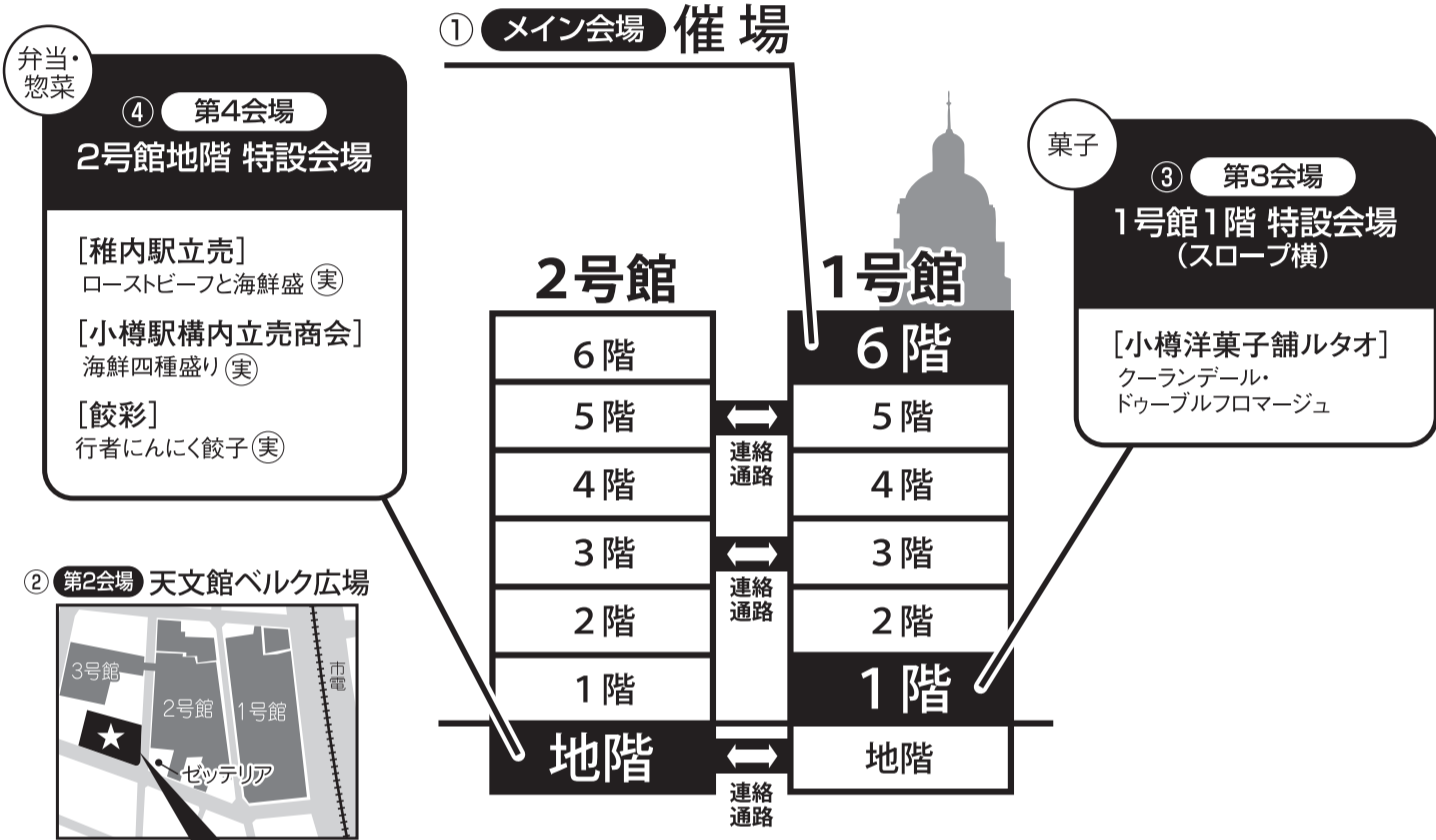 ① メイン会場 催場
弁当・
惣菜
④ 第4会場
2号館地階 特設会場
[稚内駅立売]
ローストビーフと海鮮盛 実
[小樽駅構内立売商会]
海鮮四種盛り 実
[餃彩]
行者にんにく餃子 実
② 第2会場 天文館ベルク広場
3号館
2号館
1号館
市電
★
ゼッテリア
2号館
6階
5階
4階
3階
2階
1階
地階
連絡
通路
連絡
通路
連絡
通路
1号館
6階
5階
4階
3階
2階
1階
地階
菓子
③ 第3会場
1号館1階 特設会場
(スロープ横)
[小樽洋菓子舗ルタオ]
クーランデール・
ドゥーブルフロマージュ